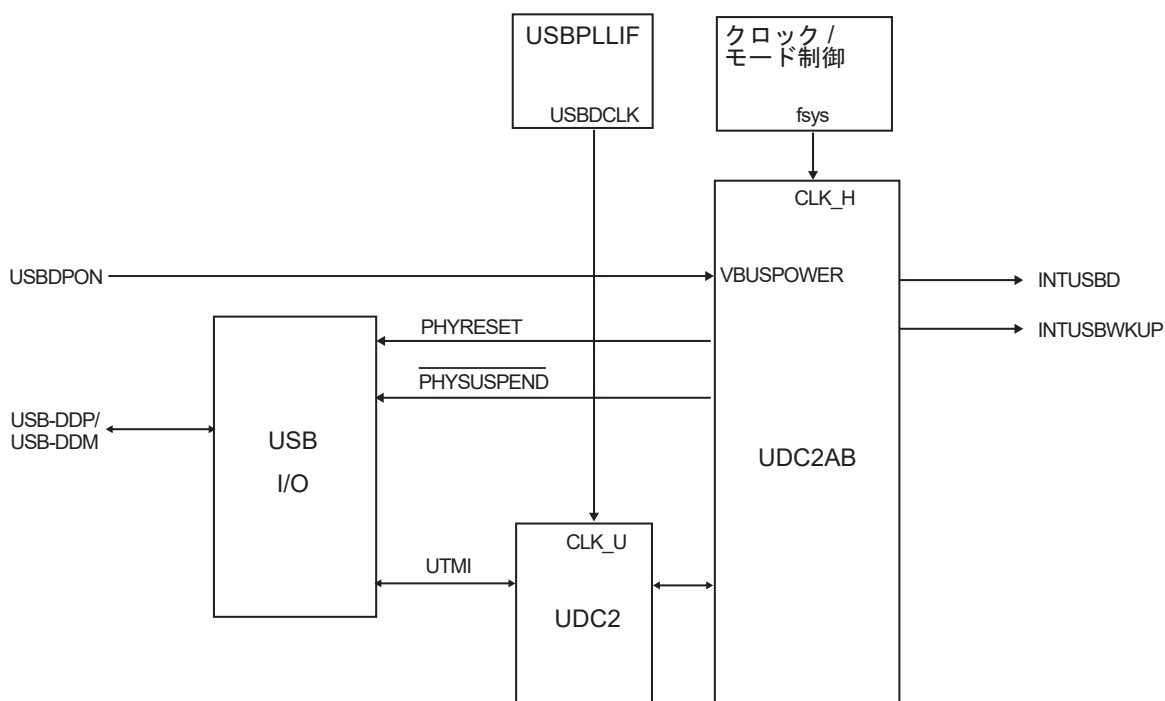 USBPLLIF
USBDCLK
クロック /
モード制御
fsys
CLK_H
USBDPON
VBUSPOWER
INTUSBD
INTUSBWKUP
PHYRESET
PHYSUSPEND
USB-DDP/
USB-DDM
USB
I/O
UDC2AB
CLK_U
UTMI
UDC2